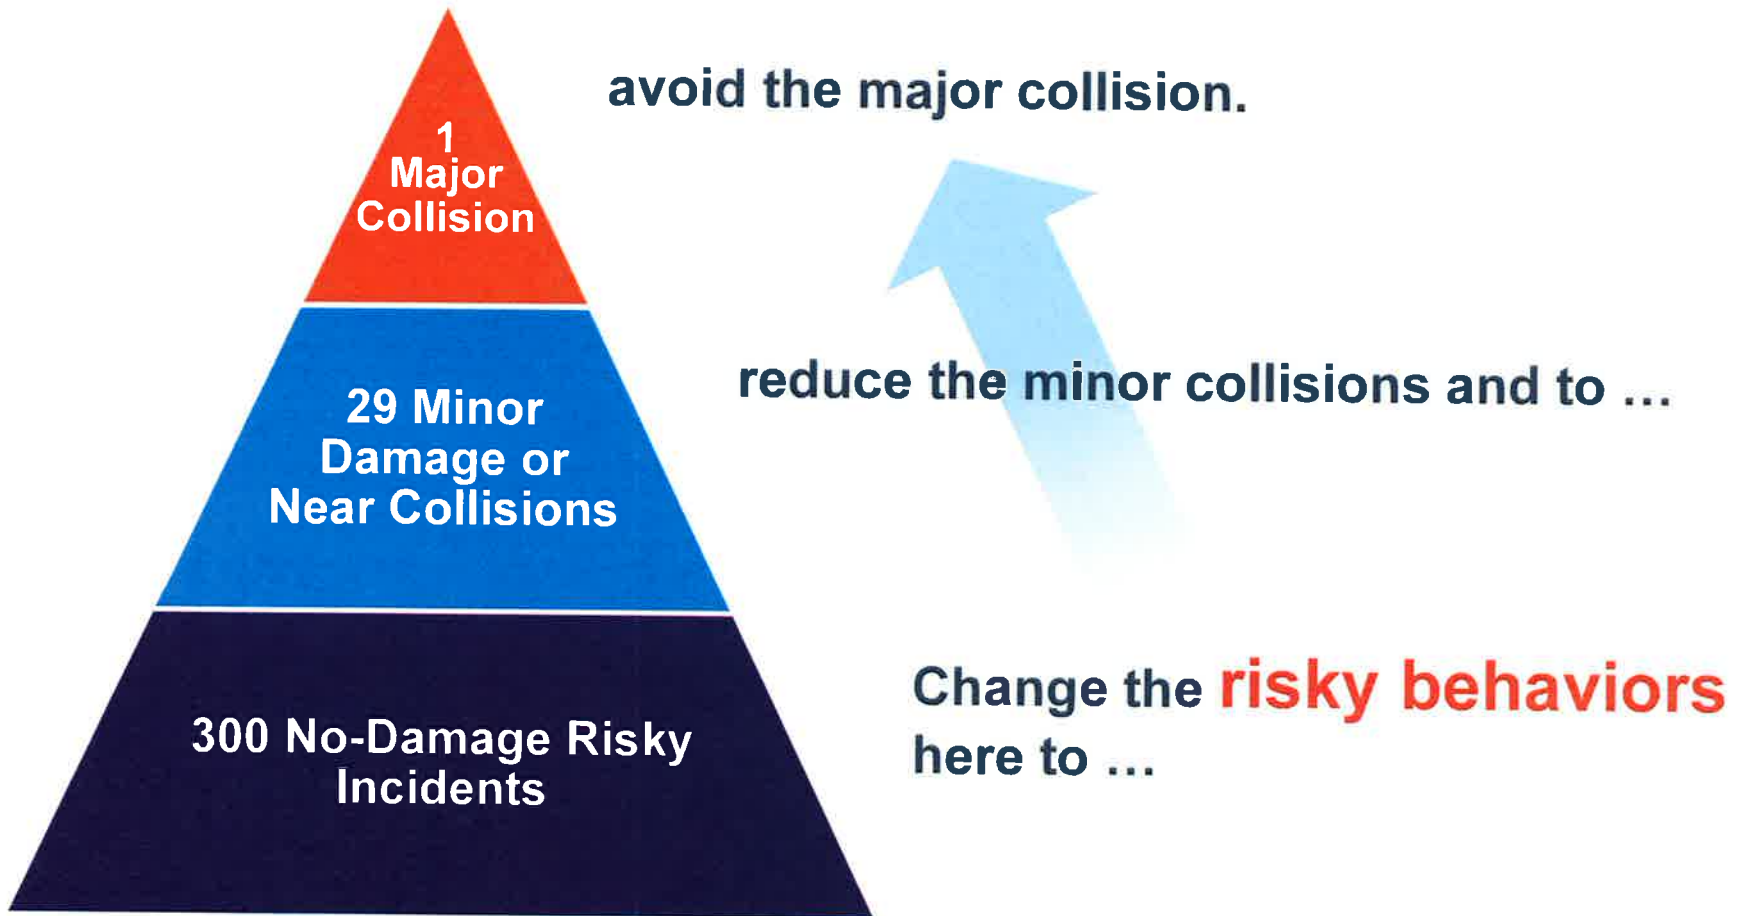 1
Major
Collision
avoid the major collision.
29 Minor
Damage or
Near Collisions
reduce the minor collisions and to ...
300 No-Damage Risky
Incidents
Change the risky behaviors
here to ...